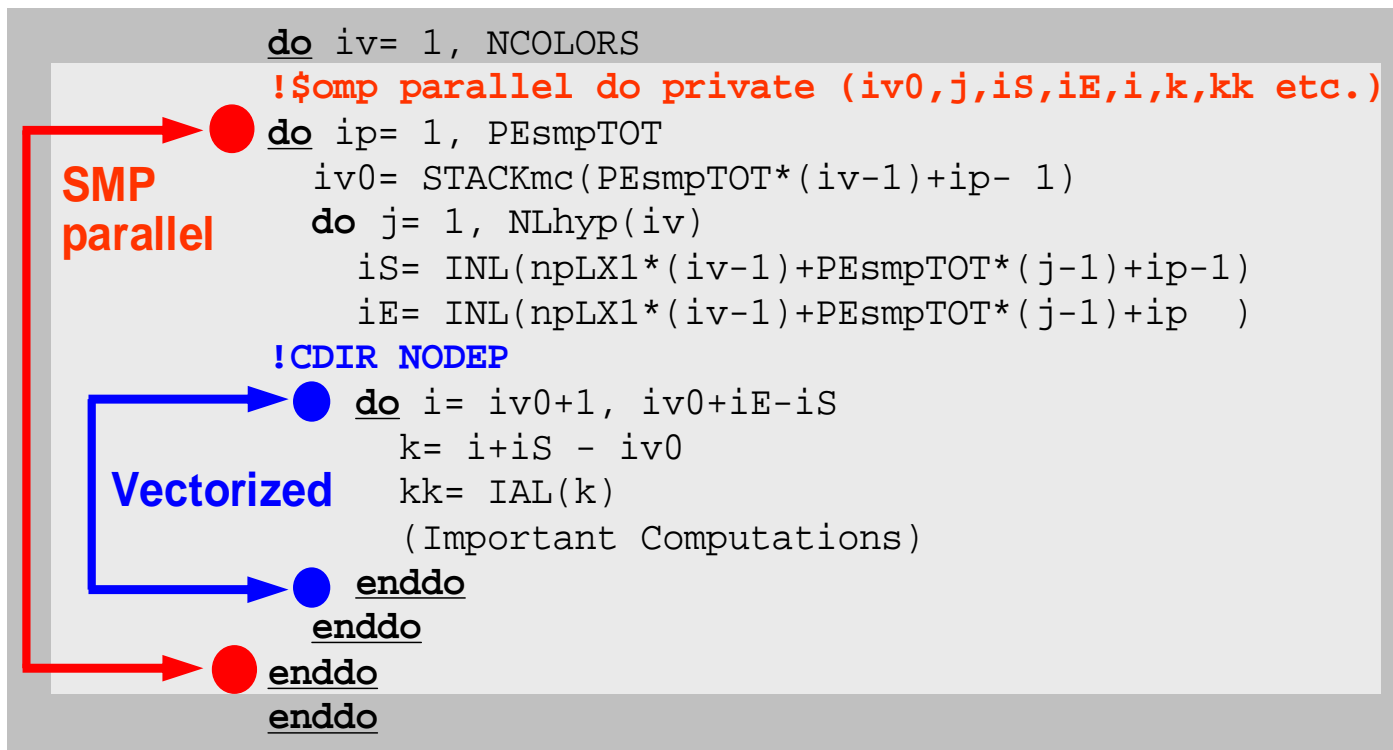 do iv= 1, NCOLORS
!$omp parallel do private (iv0,j,iS,iE,i,k,kk etc.)
do ip= 1, PEsmpTOT
iv0= STACKmc(PEsmpTOT*(iv-1)+ip- 1)
SMP
parallel
do j= 1, NLhyp(iv)
iS= INL(npLX1*(iv-1)+PEsmpTOT*(j-1)+ip-1)
iE= INL(npLX1*(iv-1)+PEsmpTOT*(j-1)+ip  )
!CDIR NODEP
do i= iv0+1, iv0+iE-iS
k= i+iS - iv0
Vectorized
kk= IAL(k)
(Important Computations)
enddo
enddo
enddo
enddo